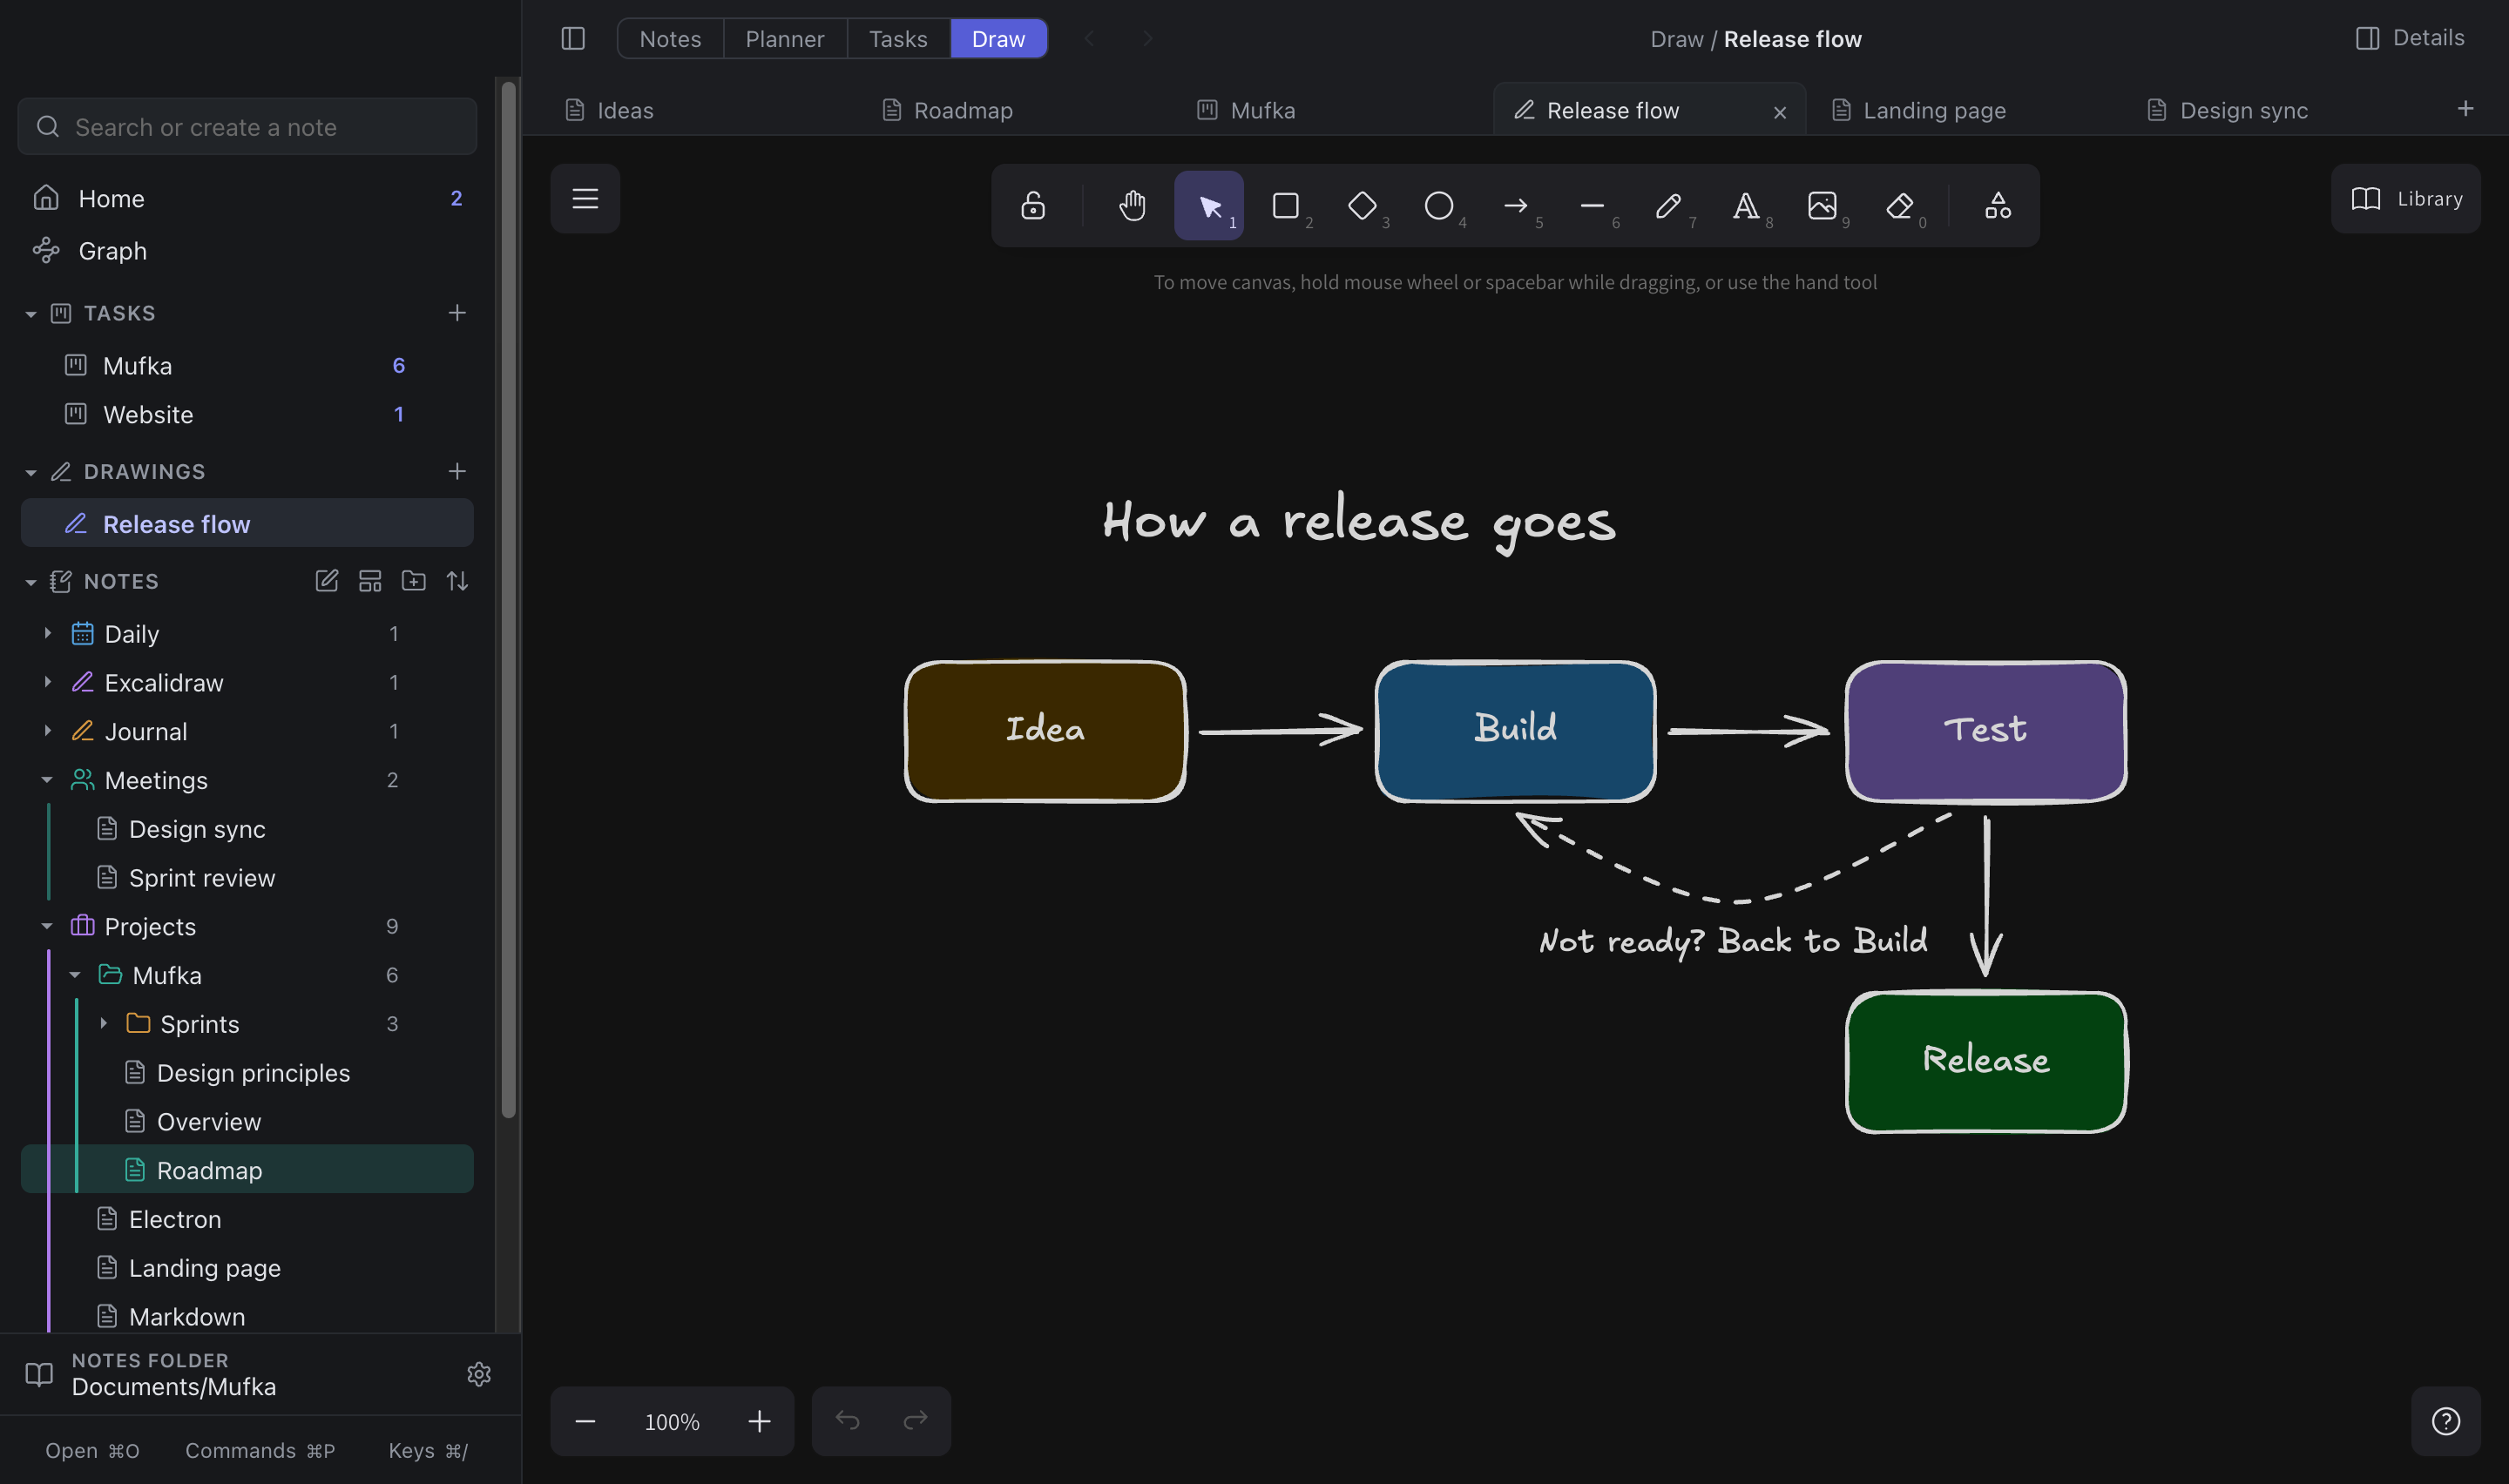 Notes Planner Tasks Draw
Draw / Release flow
Details
Search or create a note
Home 2
Graph
TASKS
Mufka 6
Website 1
DRAWINGS
Release flow
NOTES
Daily 1
Excalidraw 1
Journal 1
Meetings 2
Design sync
Sprint review
Projects 9
Mufka 6
Sprints 3
Design principles
Overview
Roadmap
Electron
Landing page
Markdown
NOTES FOLDER
Documents/Mufka
Open ⌘O Commands ⌘P Keys ⌘/
Ideas Roadmap Mufka Release flow Landing page Design sync
1 2 3 4 5 6 7 8 9 0
Library
To move canvas, hold mouse wheel or spacebar while dragging, or use the hand tool
How a release goes
Idea Build Test
Not ready? Back to Build
Release
100%